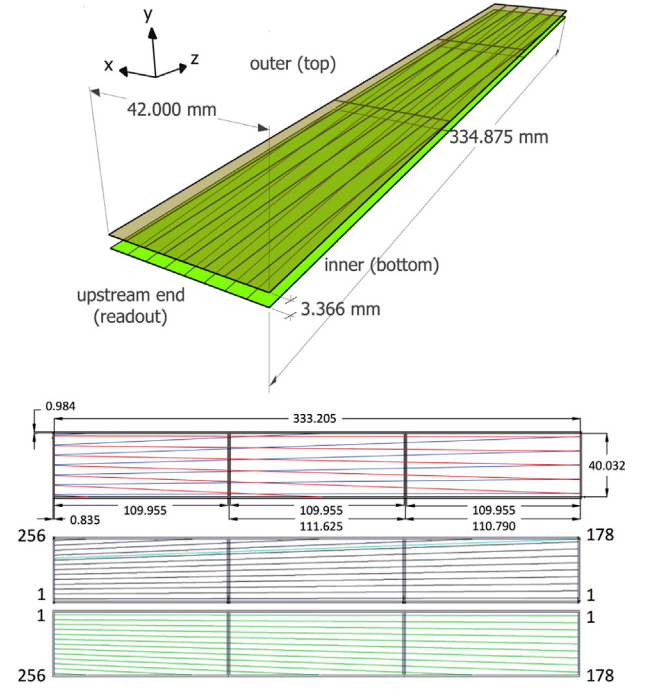 y
x
z
outer (top)
42.000 mm
334.875 mm
inner (bottom)
upstream end
(readout)
3.366 mm
0.984
333.205
40.032
109.955 109.955 109.955
0.835 111.625 110.790
256 178
1 1
1 1
256 178